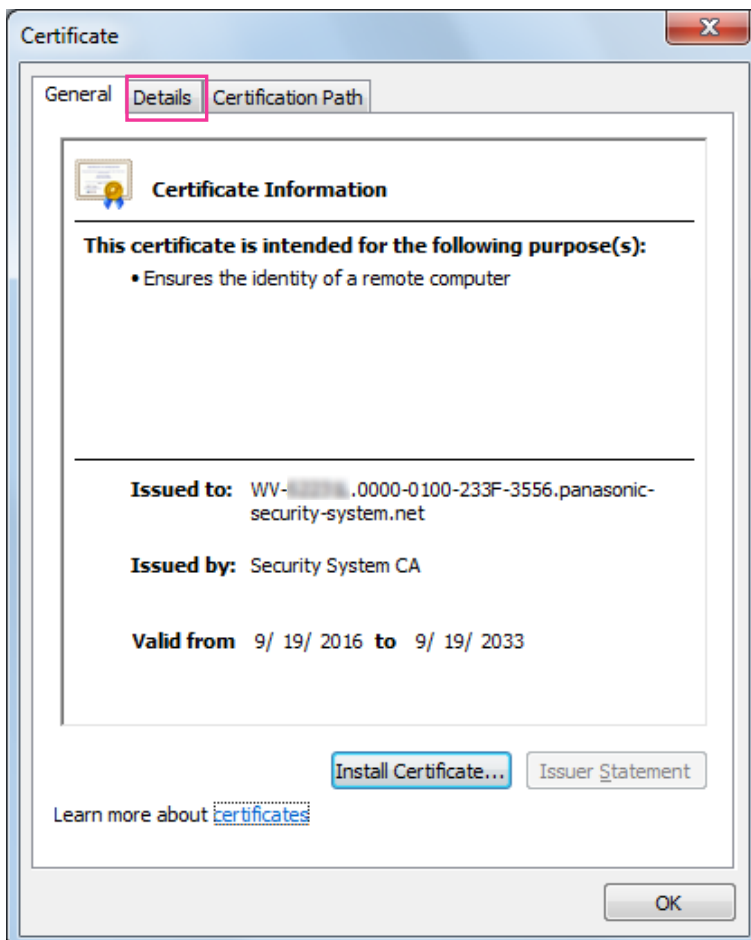 Certificate
General Details Certification Path
Certificate Information
This certificate is intended for the following purpose(s):
• Ensures the identity of a remote computer
Issued to: WV- .0000-0100-233F-3556.panasonic-
security-system.net
Issued by: Security System CA
Valid from 9/ 19/ 2016 to 9/ 19/ 2033
Install Certificate... Issuer Statement
Learn more about certificates
OK